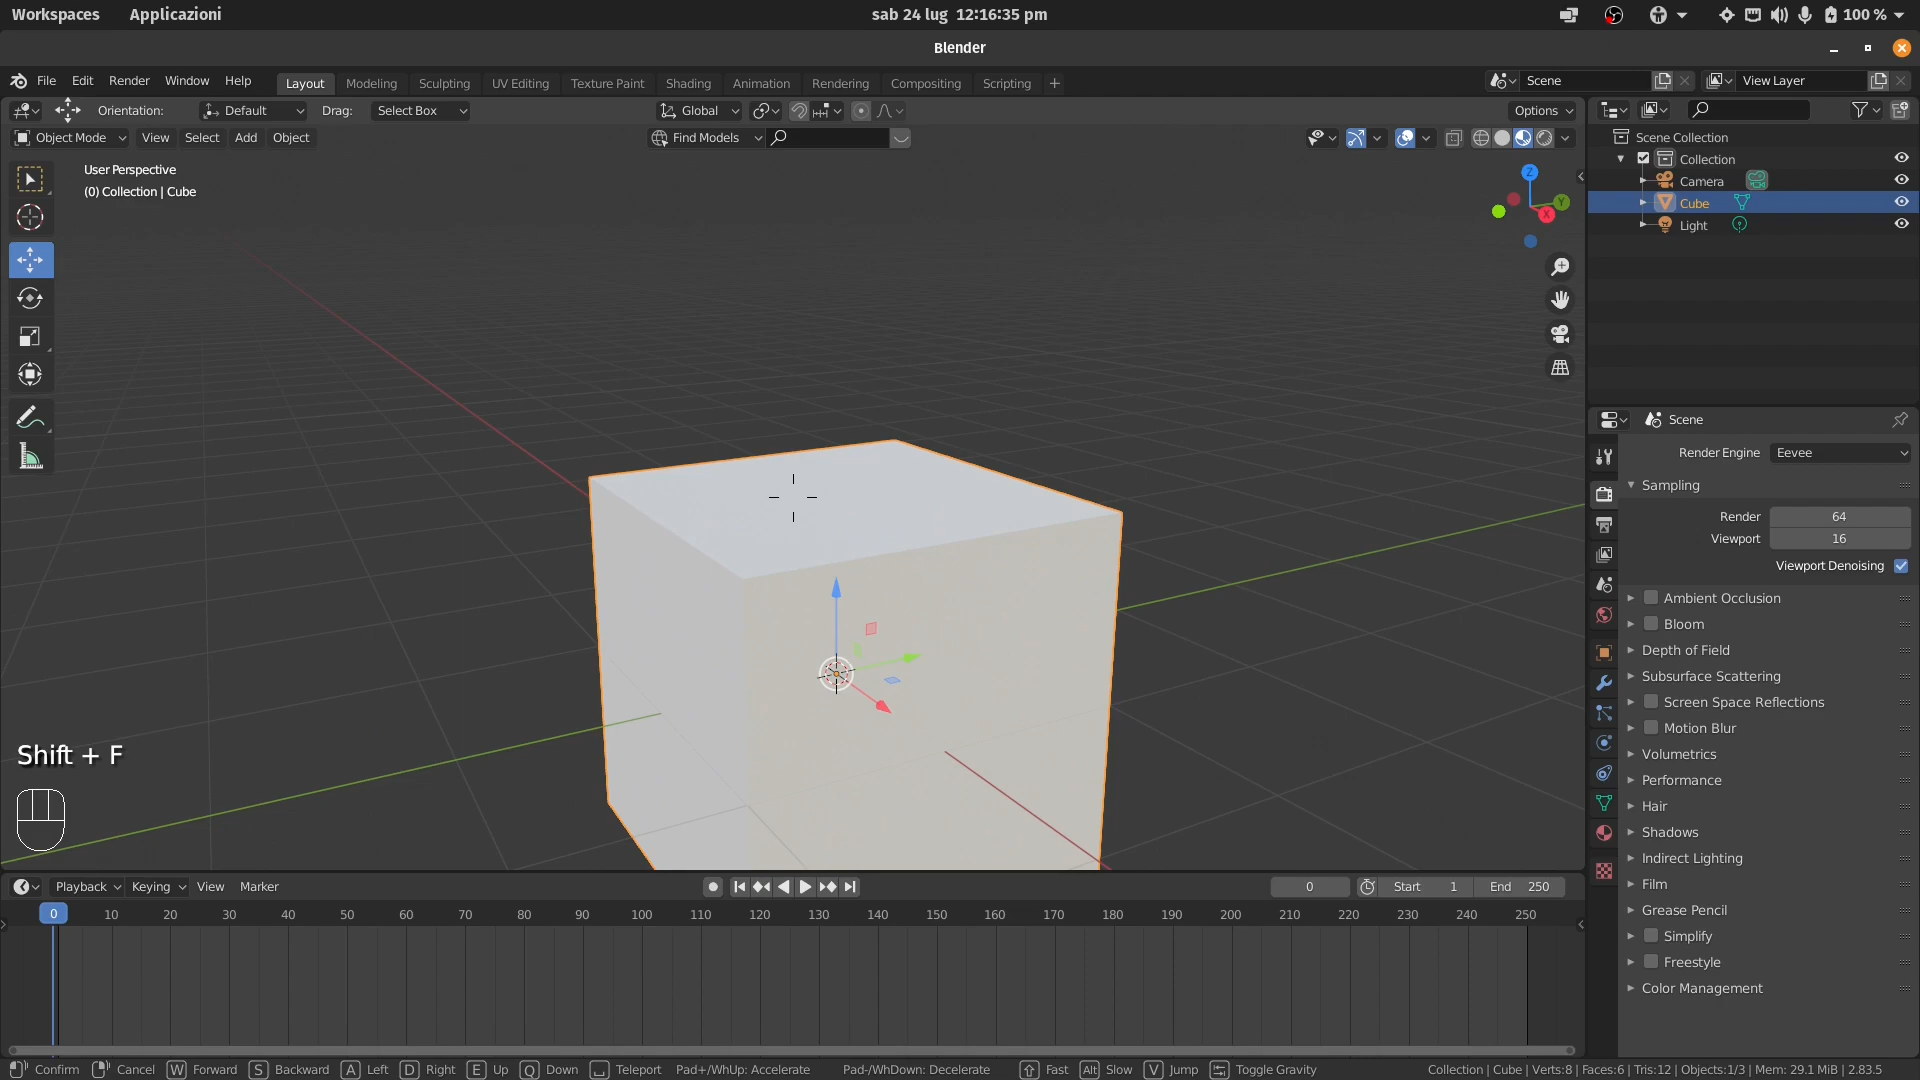 Workspaces Applicazioni sab 24 lug 12:16:35 pm 100 %
Blender
File Edit Render Window Help Layout Modeling Sculpting UV Editing Texture Paint Shading Animation Rendering Compositing Scripting + Scene View Layer
Orientation: Default Drag: Select Box Global Options
Object Mode View Select Add Object Find Models
User Perspective
(0) Collection | Cube
Z
Y
X
Scene Collection
Collection
Camera
Cube
Light
Scene
Render Engine Eevee
Sampling
Render 64
Viewport 16
Viewport Denoising
Ambient Occlusion
Bloom
Depth of Field
Subsurface Scattering
Screen Space Reflections
Motion Blur
Volumetrics
Performance
Hair
Shadows
Indirect Lighting
Film
Grease Pencil
Simplify
Freestyle
Color Management
Shift + F
Playback Keying View Marker 0 Start 1 End 250
0 10 20 30 40 50 60 70 80 90 100 110 120 130 140 150 160 170 180 190 200 210 220 230 240 250
Confirm Cancel W Forward S Backward A Left D Right E Up Q Down Teleport Pad+/WhUp: Accelerate Pad-/WhDown: Decelerate Fast Alt Slow V Jump Toggle Gravity Collection | Cube | Verts:8 | Faces:6 | Tris:12 | Objects:1/3 | Mem: 29.1 MiB | 2.83.5